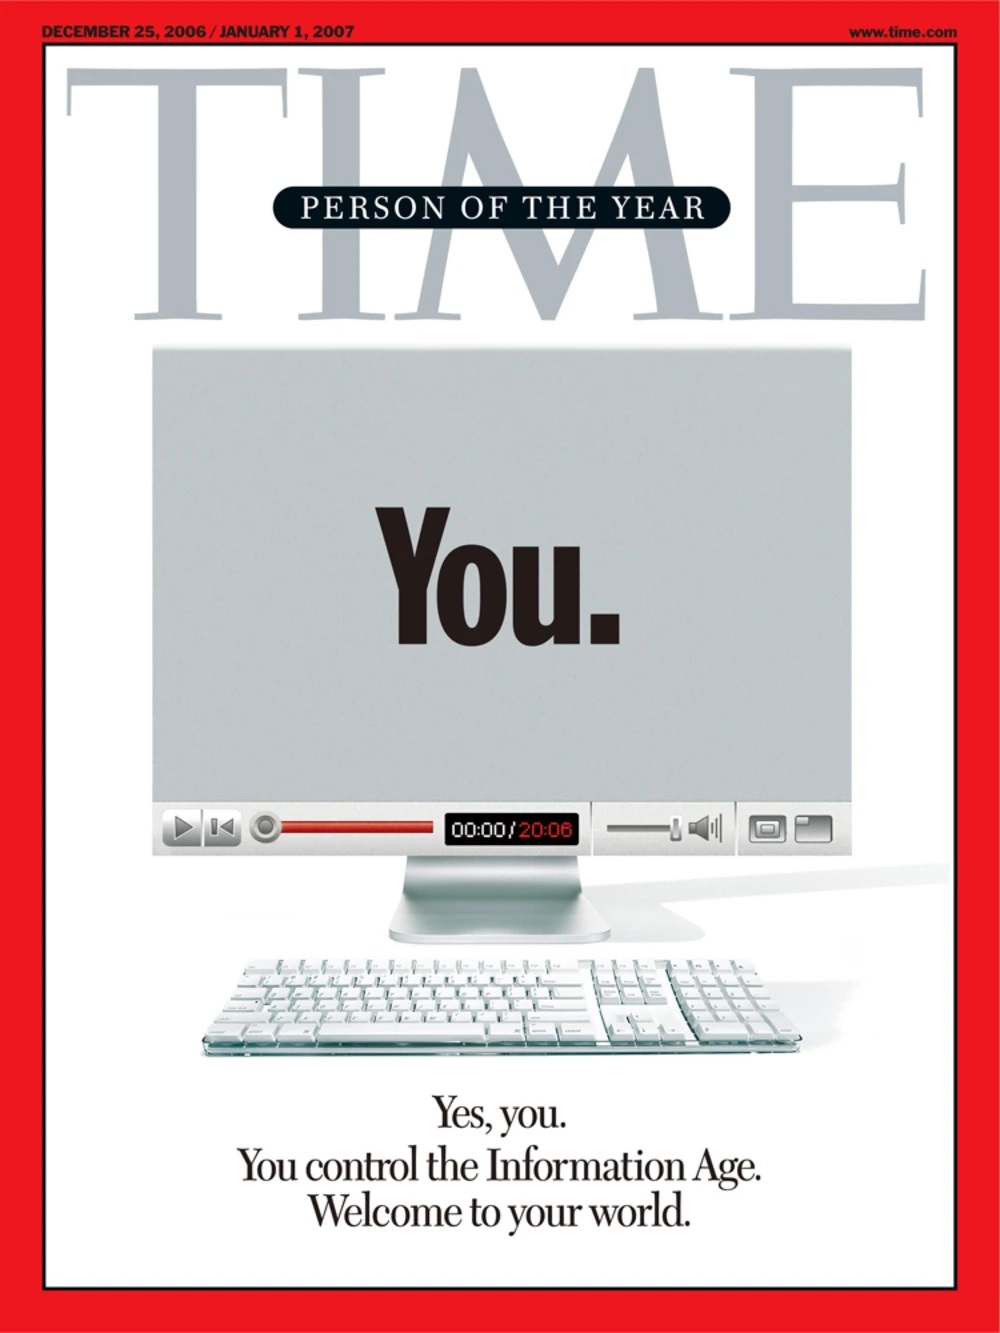 DECEMBER 25, 2006 / JANUARY 1, 2007
www.time.com
TIME
PERSON OF THE YEAR
You.
00:00/20:06
Yes, you.
You control the Information Age.
Welcome to your world.